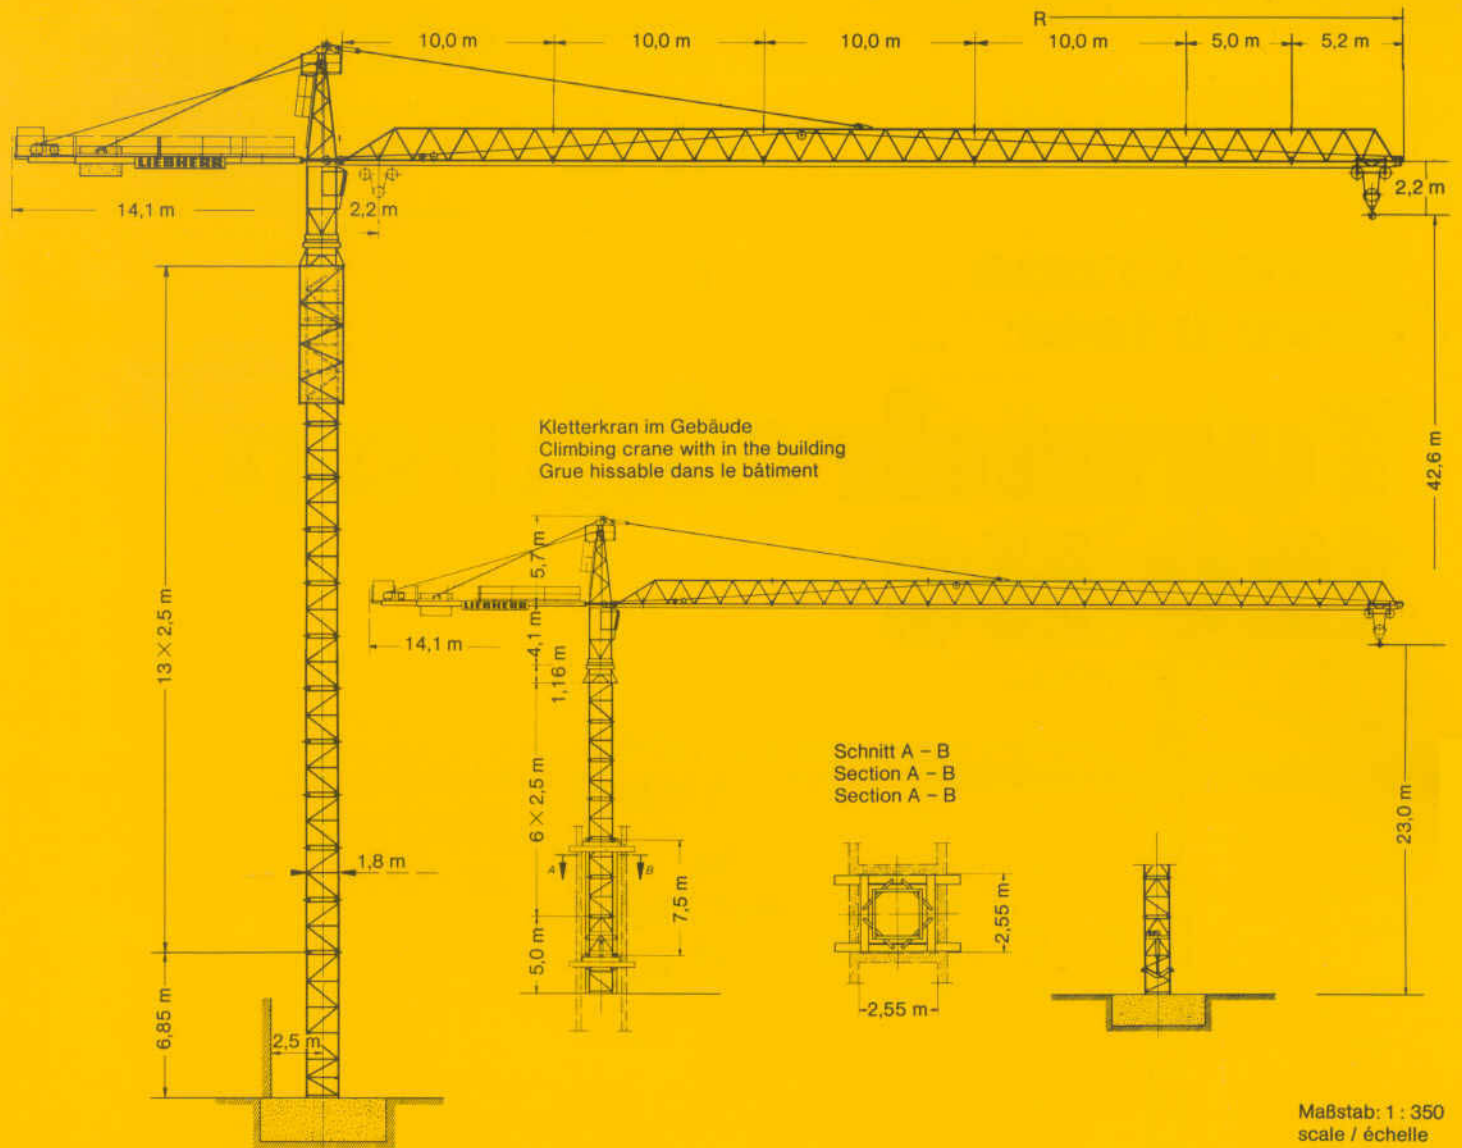 R
10,0 m 10,0 m 10,0 m 10,0 m 5,0 m 5,2 m
LIEBHERR
14,1 m
2,2 m
2,2 m
42,6 m
13 × 2,5 m
1,8 m
6,85 m
2,5 m
Kletterkran im Gebäude
Climbing crane with in the building
Grue hissable dans le bâtiment
5,7 m
LIEBHERR
14,1 m
4,1 m
1,16 m
6 × 2,5 m
A B
7,5 m
5,0 m
Schnitt A – B
Section A – B
Section A – B
2,55 m
2,55 m
23,0 m
Maßstab: 1 : 350
scale / échelle